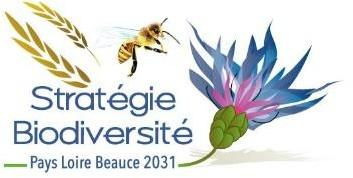 Stratégie
Biodiversité
Pays Loire Beauce 2031